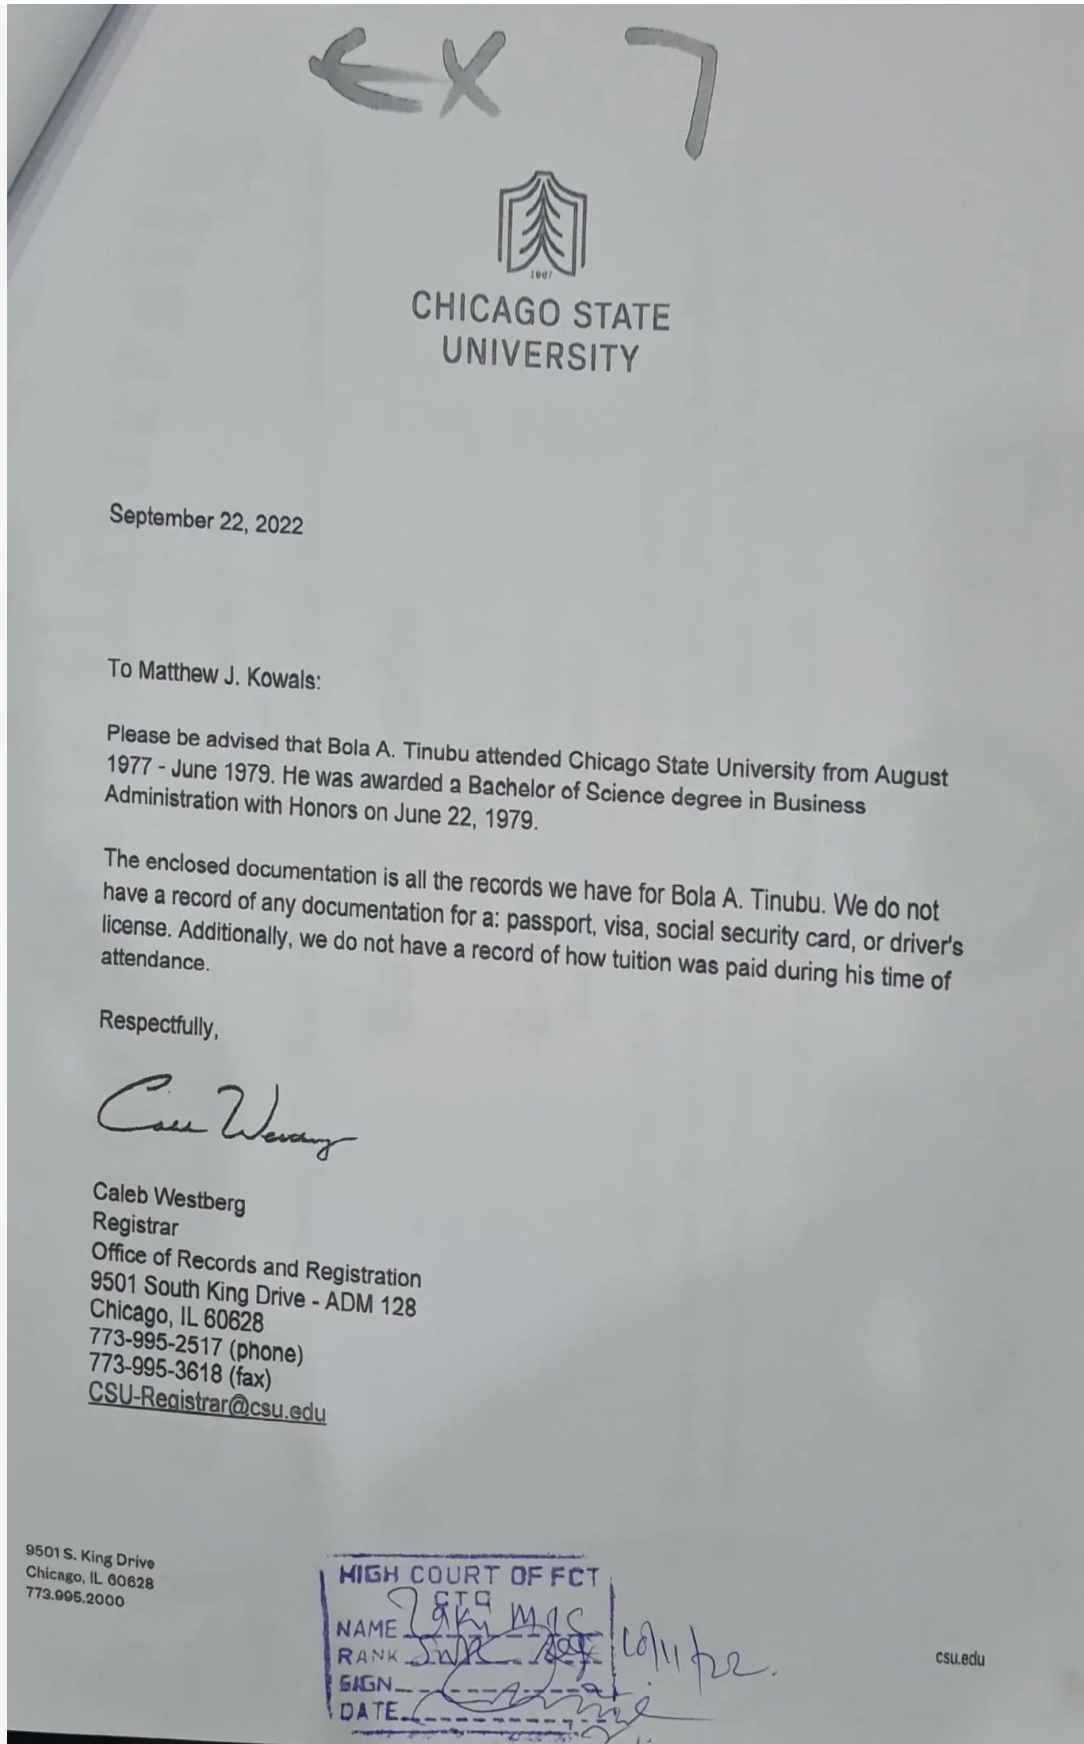 EX 7
1867
CHICAGO STATE
UNIVERSITY
September 22, 2022
To Matthew J. Kowals:
Please be advised that Bola A. Tinubu attended Chicago State University from August
1977 - June 1979. He was awarded a Bachelor of Science degree in Business
Administration with Honors on June 22, 1979.
The enclosed documentation is all the records we have for Bola A. Tinubu. We do not
have a record of any documentation for a: passport, visa, social security card, or driver's
license. Additionally, we do not have a record of how tuition was paid during his time of
attendance.
Respectfully,
Caleb Westberg
Registrar
Office of Records and Registration
9501 South King Drive - ADM 128
Chicago, IL 60628
773-995-2517 (phone)
773-995-3618 (fax)
CSU-Registrar@csu.edu
9501 S. King Drive
Chicago, IL 60628
773.995.2000
csu.edu
HIGH COURT OF FCT
CTC
NAME
RANK
SIGN
DATE
10/11/22.